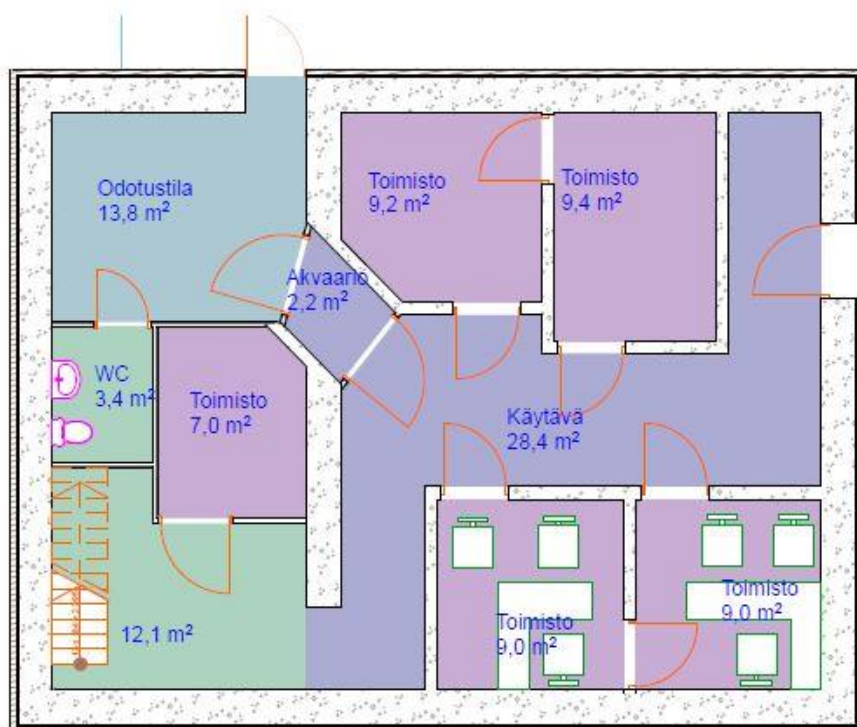 Odotustila
13,8 m²
Toimisto
9,2 m²
Toimisto
9,4 m²
Akvaario
2,2 m²
WC
3,4 m²
Toimisto
7,0 m²
Käytävä
28,4 m²
12,1 m²
Toimisto
9,0 m²
Toimisto
9,0 m²